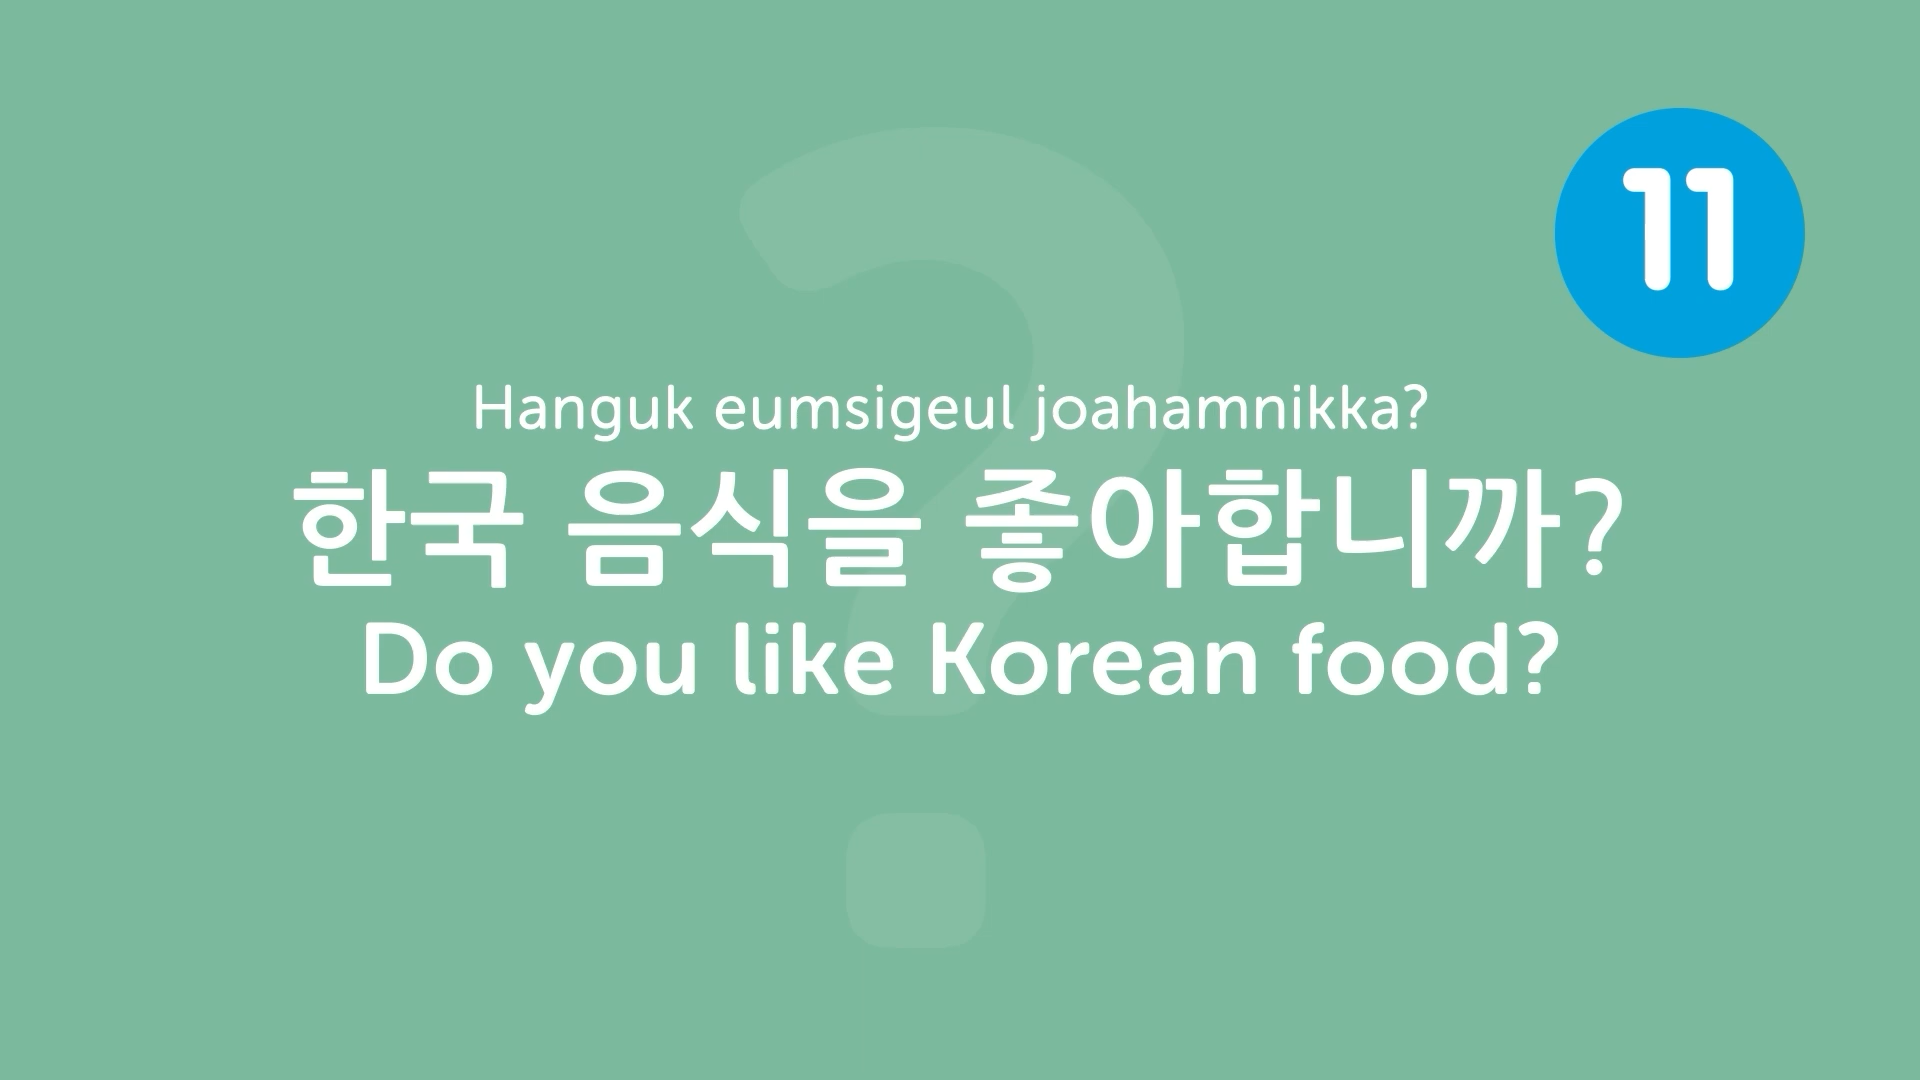 11
Hanguk eumsigeul joahamnikka?
한국 음식을 좋아합니까?
Do you like Korean food?